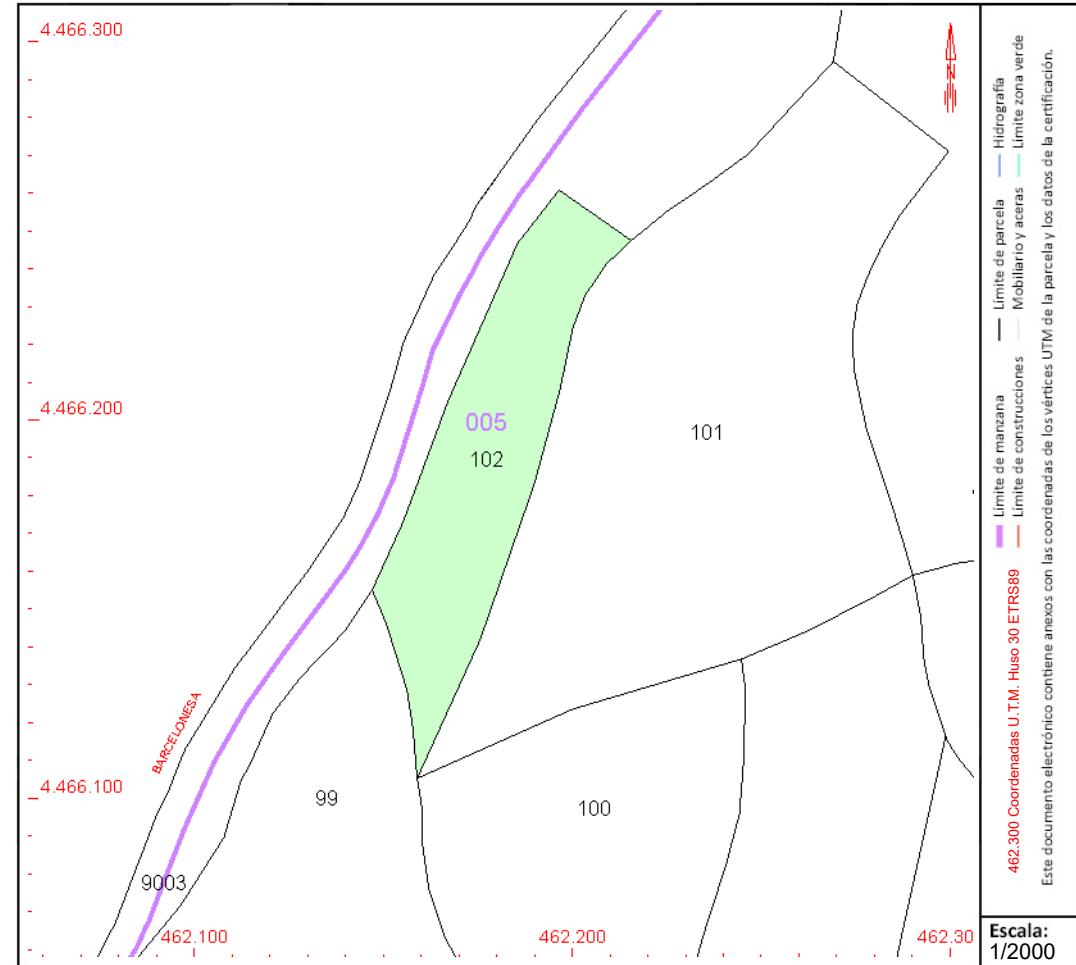 4.466.300
4.466.200
4.466.100
005
102
101
BARCELONESA
99
100
9003
462.100
462.200
462.30
N
Límite de manzana
Límite de parcela
Hidrografía
Límite de construcciones
Mobiliario y aceras
Límite zona verde
462.300 Coordenadas U.T.M. Huso 30 ETRS89
Este documento electrónico contiene anexos con las coordenadas de los vértices UTM de la parcela y los datos de la certificación.
Escala:
1/2000